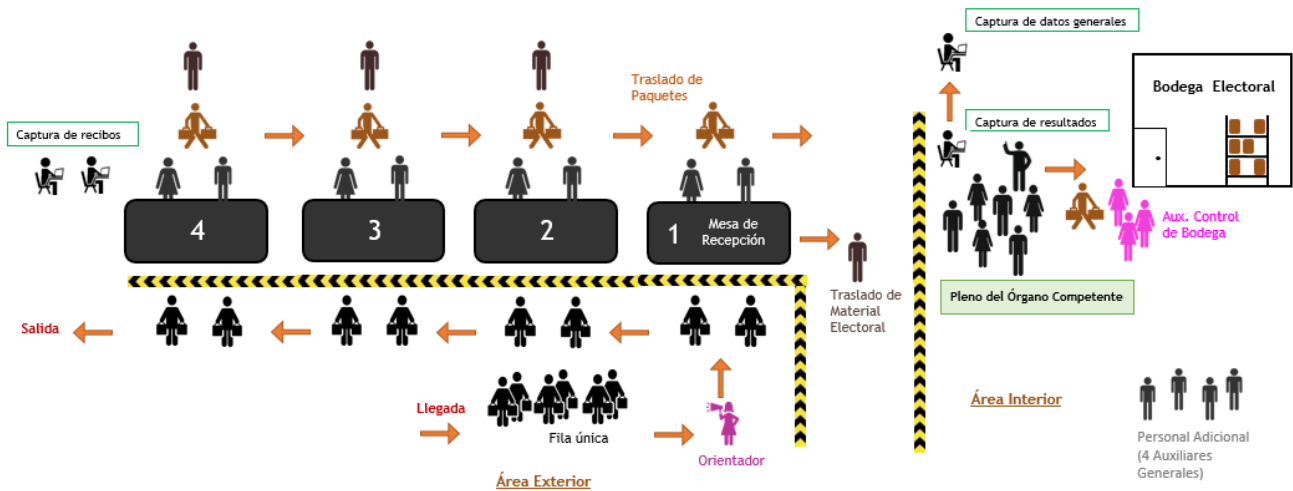 Captura de datos generales
Traslado de
Paquetes
Bodega Electoral
Captura de recibos
Captura de resultados
4
3
2
1
Mesa de
Recepción
Aux. Control
de Bodega
Pleno del Órgano Competente
Traslado de
Material
Electoral
Salida
Llegada
Fila única
Orientador
Área Exterior
Área Interior
Personal Adicional
(4 Auxiliares
Generales)